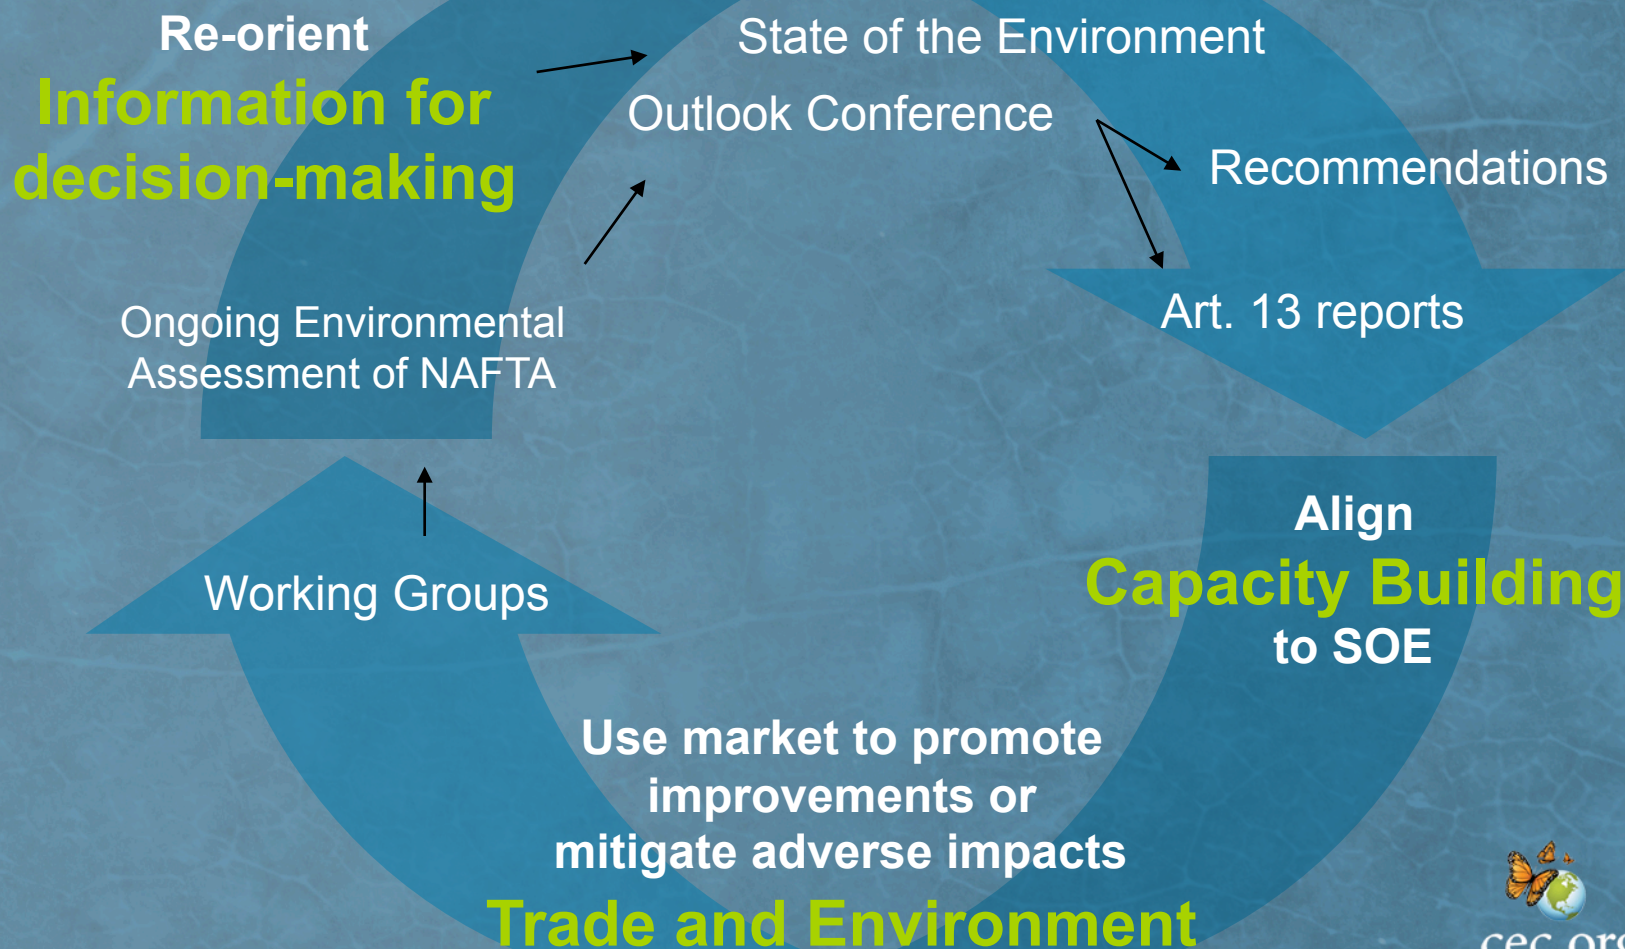 Re-orient
Information for
decision-making
State of the Environment
Outlook Conference
Recommendations
Art. 13 reports
Ongoing Environmental
Assessment of NAFTA
Working Groups
Align
Capacity Building
to SOE
Use market to promote
improvements or
mitigate adverse impacts
Trade and Environment
cec.org